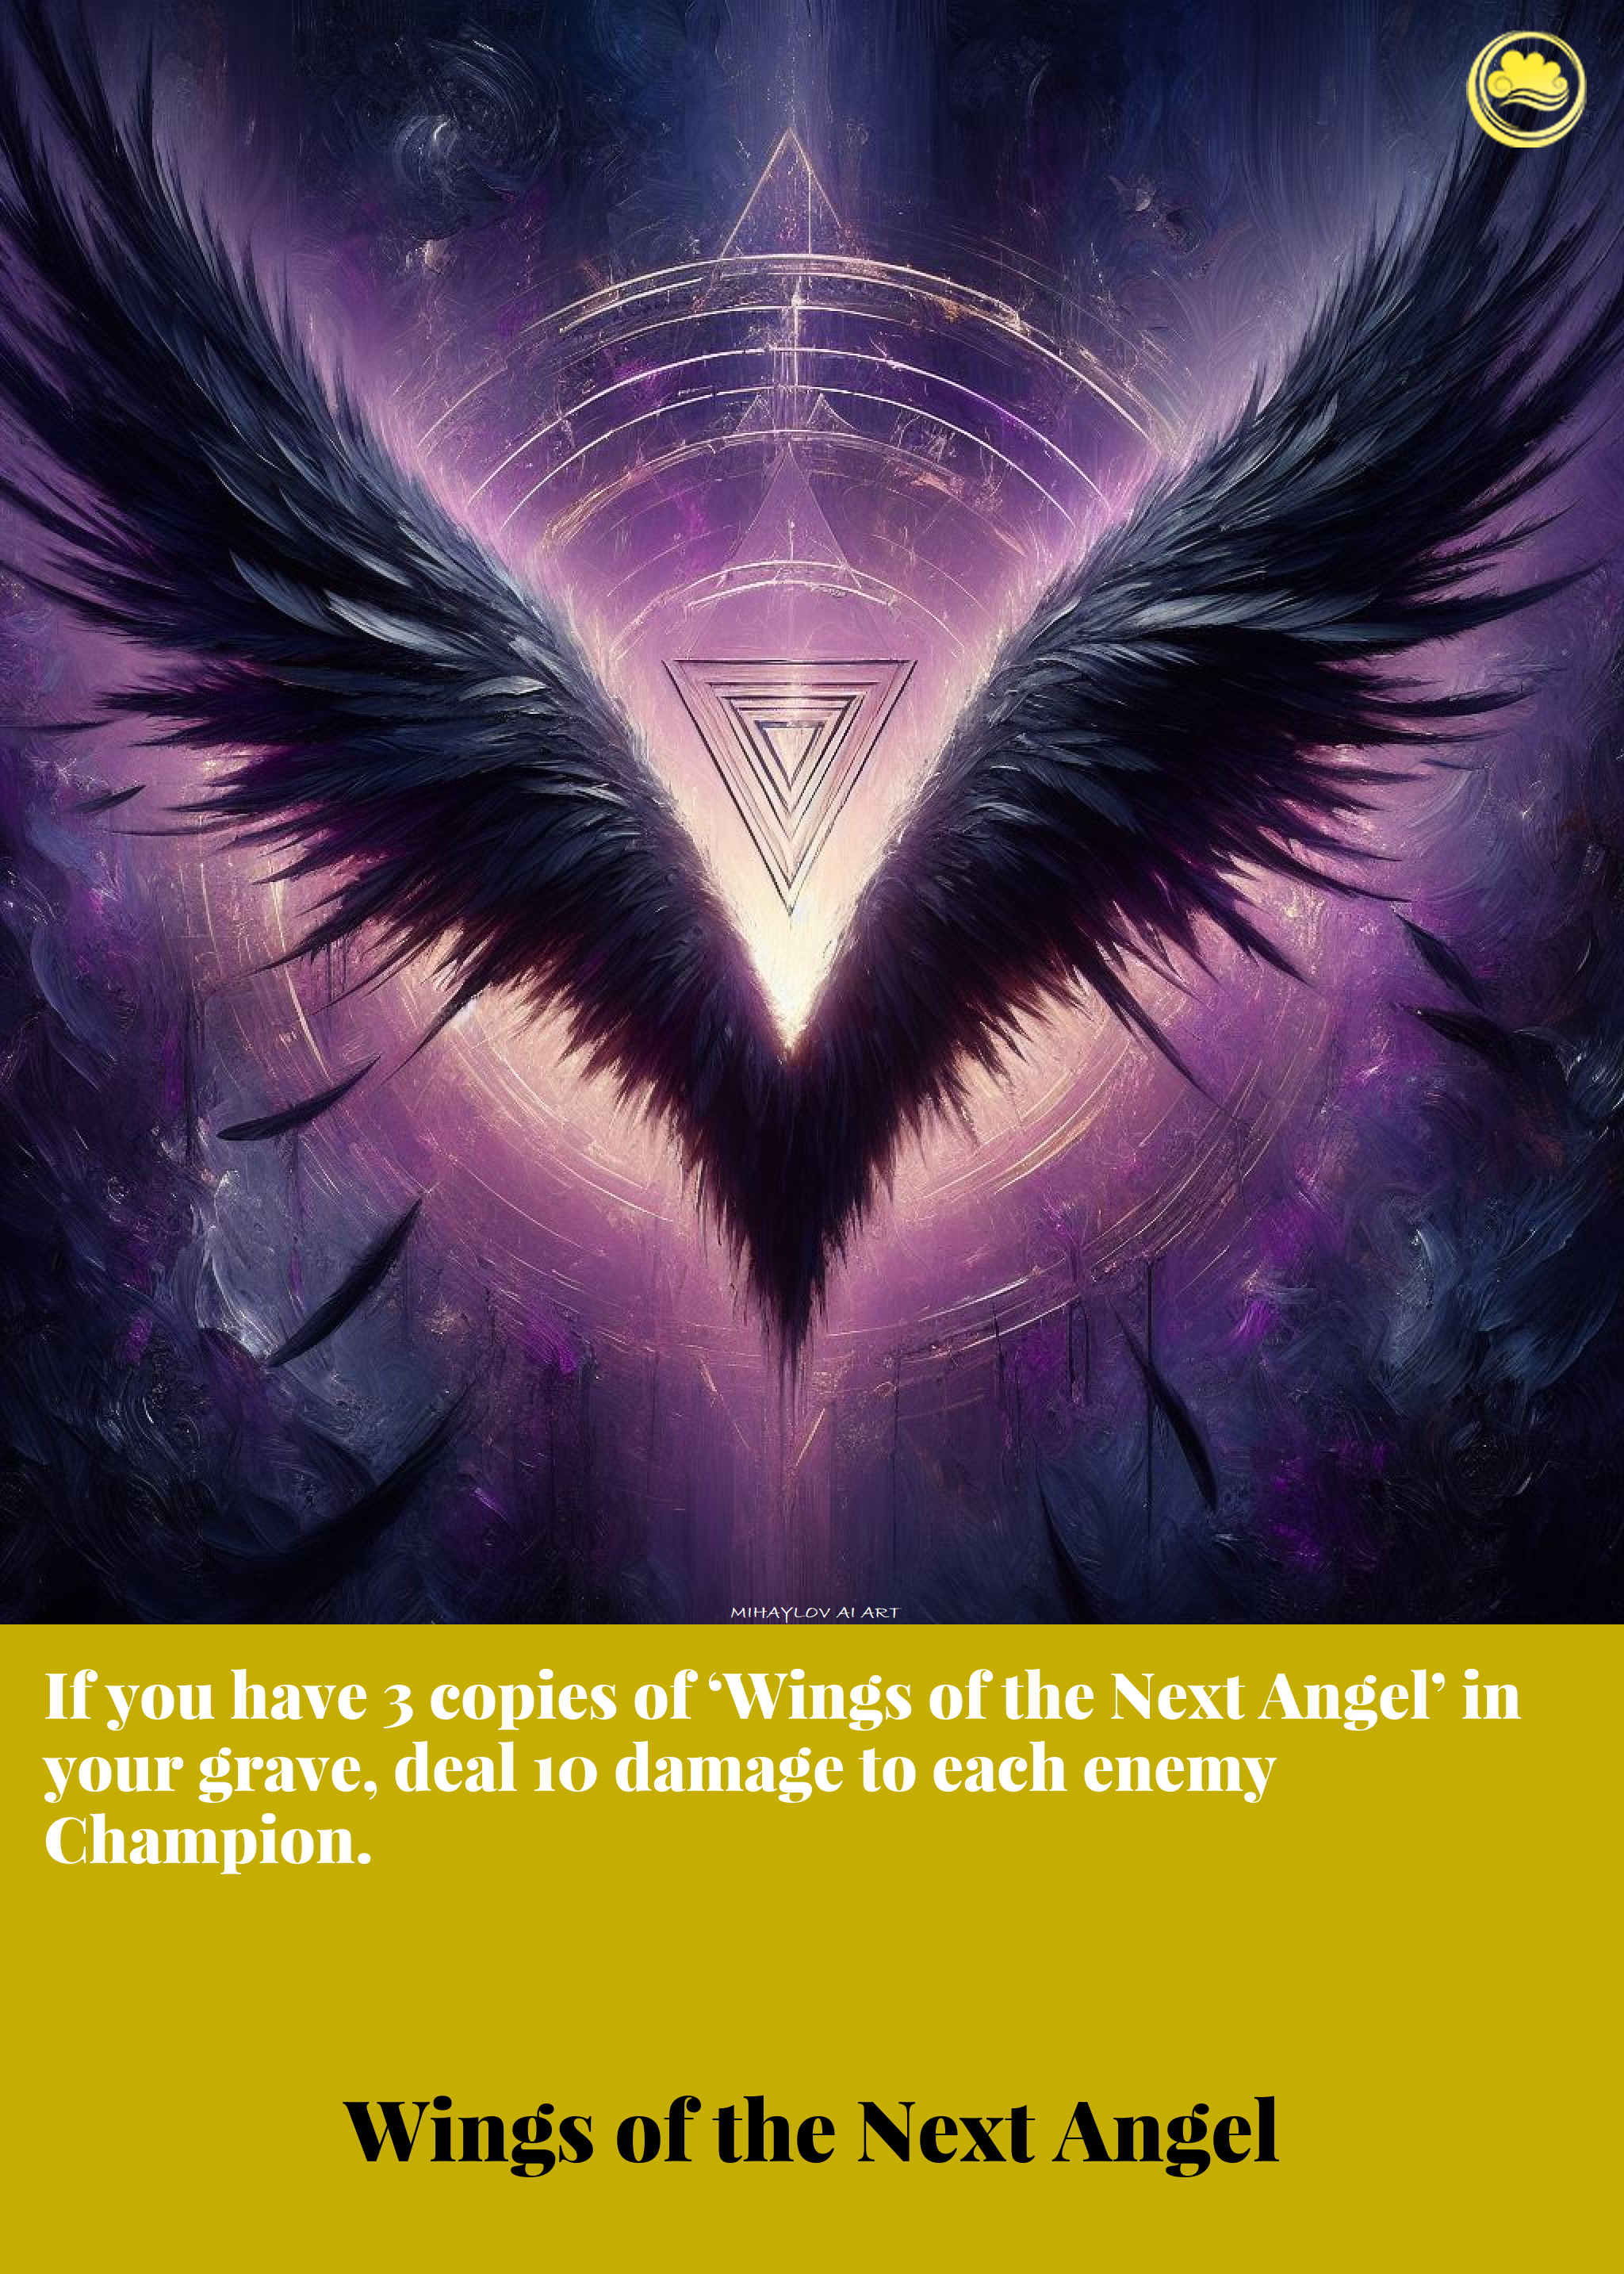 MIHAYLOV AI ART
If you have 3 copies of ‘Wings of the Next Angel’ in
your grave, deal 10 damage to each enemy
Champion.
Wings of the Next Angel